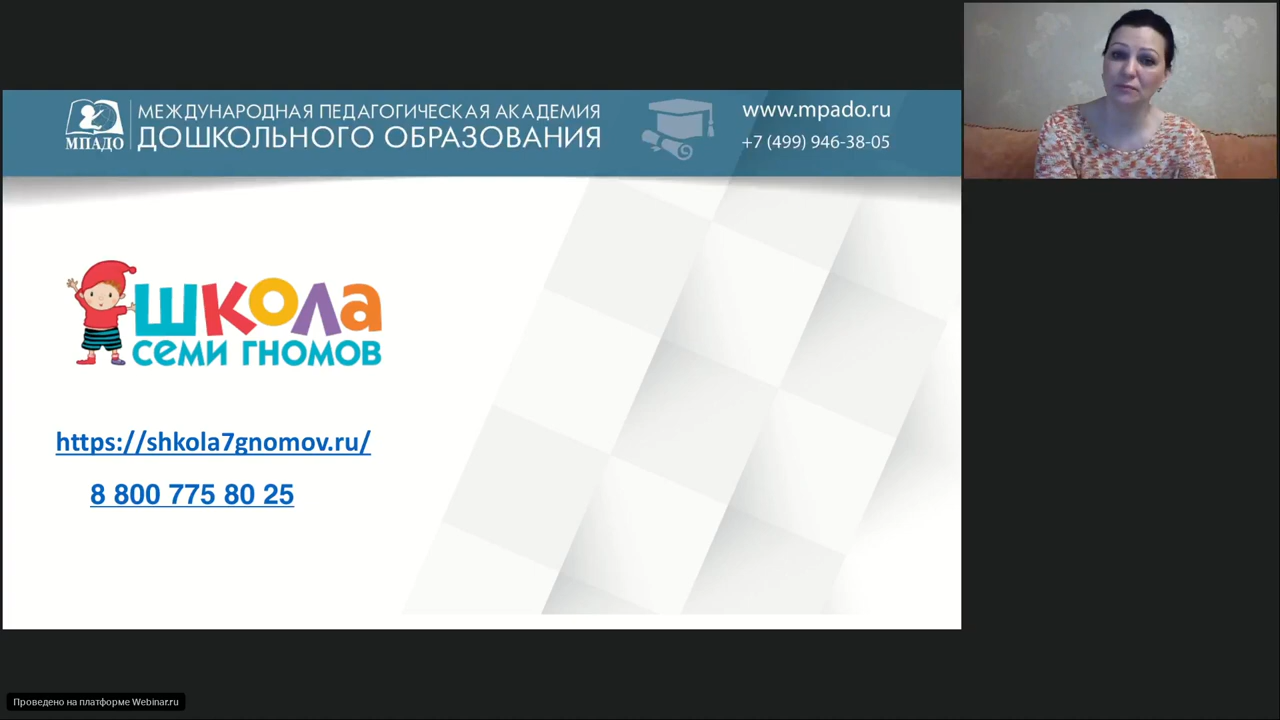 МПАДО
МЕЖДУНАРОДНАЯ ПЕДАГОГИЧЕСКАЯ АКАДЕМИЯ
ДОШКОЛЬНОГО ОБРАЗОВАНИЯ
www.mpado.ru
+7 (499) 946-38-05
школа
семи гномов
https://shkola7gnomov.ru/
8 800 775 80 25
Проведено на платформе Webinar.ru